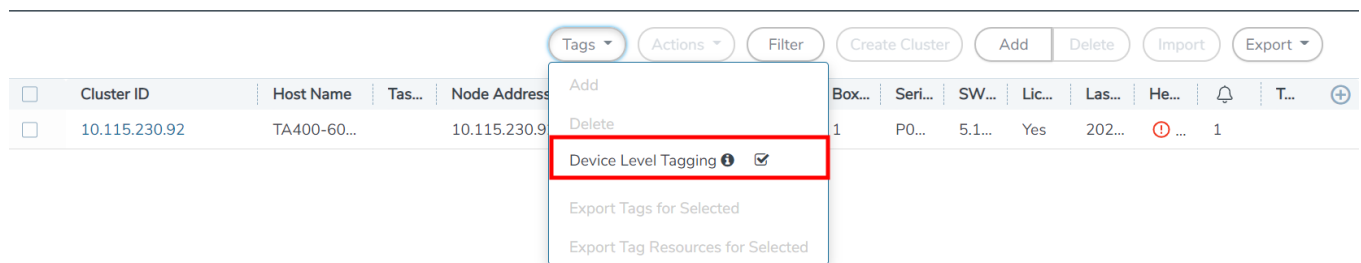 Tags Actions Filter Create Cluster Add Delete Import Export
Add
Delete
Device Level Tagging
Export Tags for Selected
Export Tag Resources for Selected
Cluster ID Host Name Tas... Node Address Box... Seri... SW... Lic... Las... He... T...
10.115.230.92 TA400-60... 10.115.230.9 1 P0... 5.1... Yes 202... ... 1